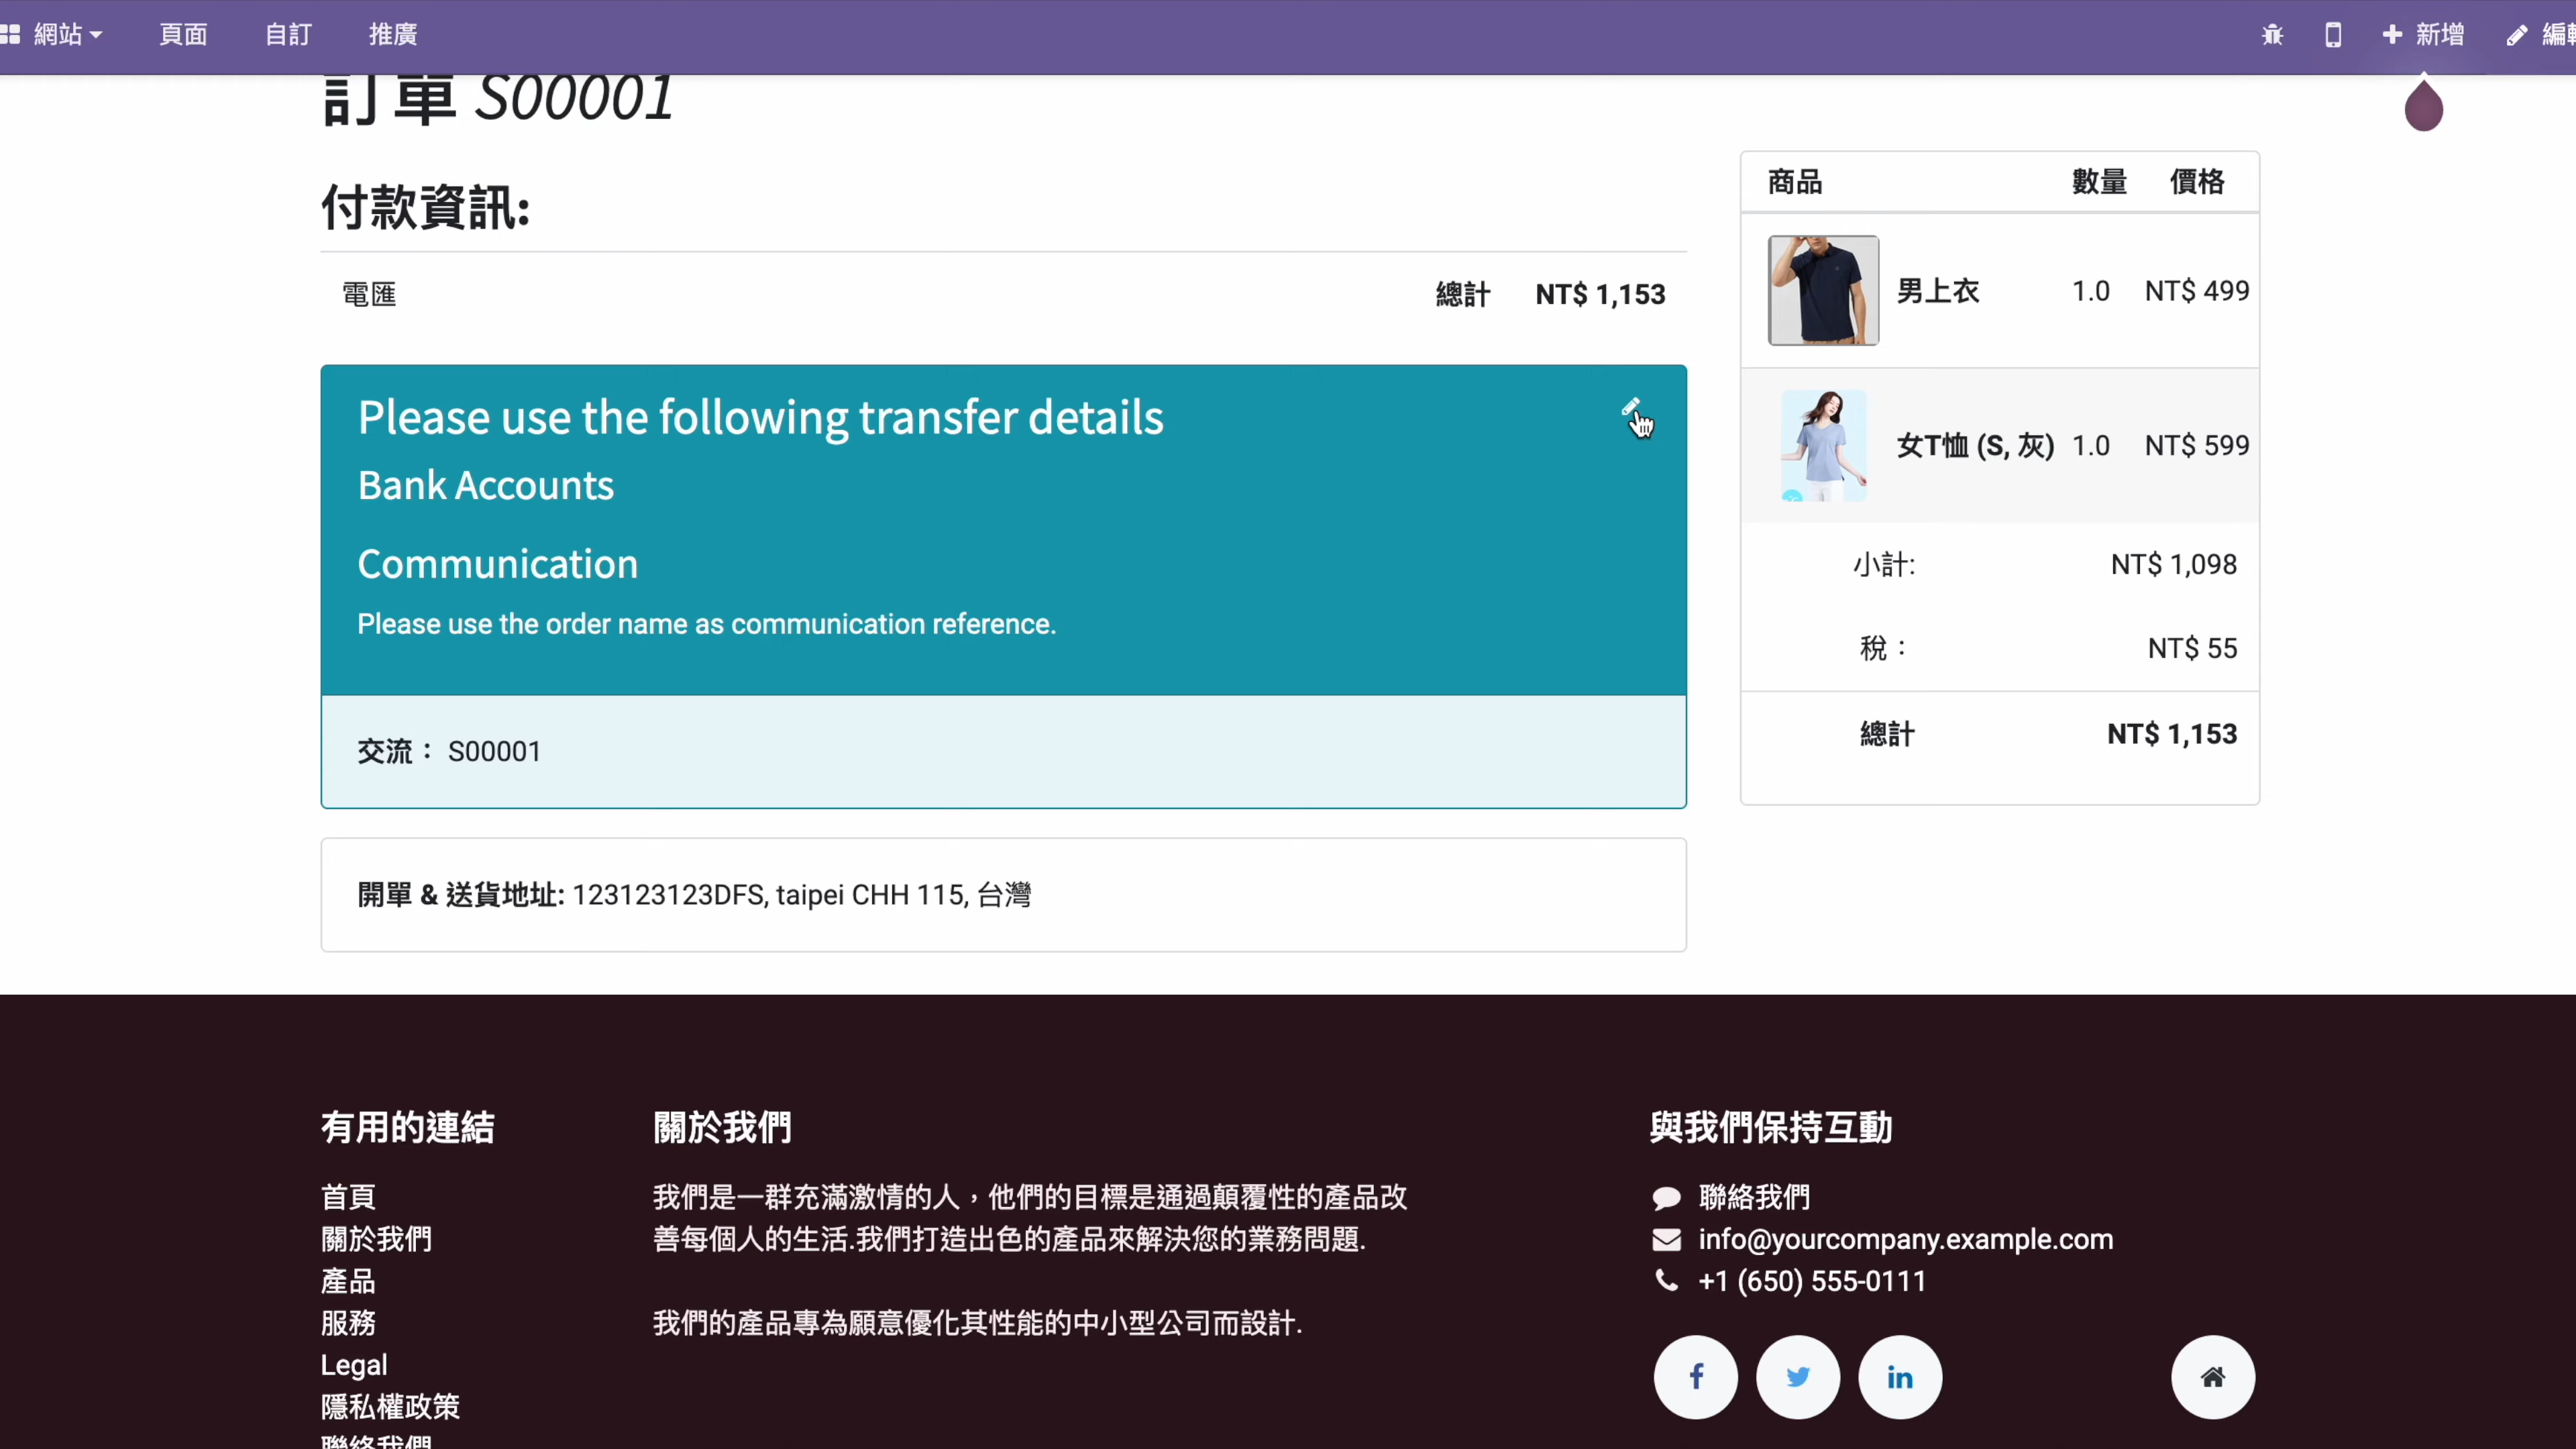 網站 頁面 自訂 推廣 新增
訂單 S00001
付款資訊:
電匯 總計 NT$ 1,153
Please use the following transfer details
Bank Accounts
Communication
Please use the order name as communication reference.
交流： S00001
開單 & 送貨地址: 123123123DFS, taipei CHH 115, 台灣
商品 數量 價格
男上衣 1.0 NT$ 499
女T恤 (S, 灰) 1.0 NT$ 599
小計: NT$ 1,098
稅： NT$ 55
總計 NT$ 1,153
有用的連結
首頁
關於我們
產品
服務
Legal
隱私權政策
聯絡我們
關於我們
我們是一群充滿激情的人，他們的目標是通過顛覆性的產品改
善每個人的生活.我們打造出色的產品來解決您的業務問題.
我們的產品專為願意優化其性能的中小型公司而設計.
與我們保持互動
聯絡我們
info@yourcompany.example.com
+1 (650) 555-0111